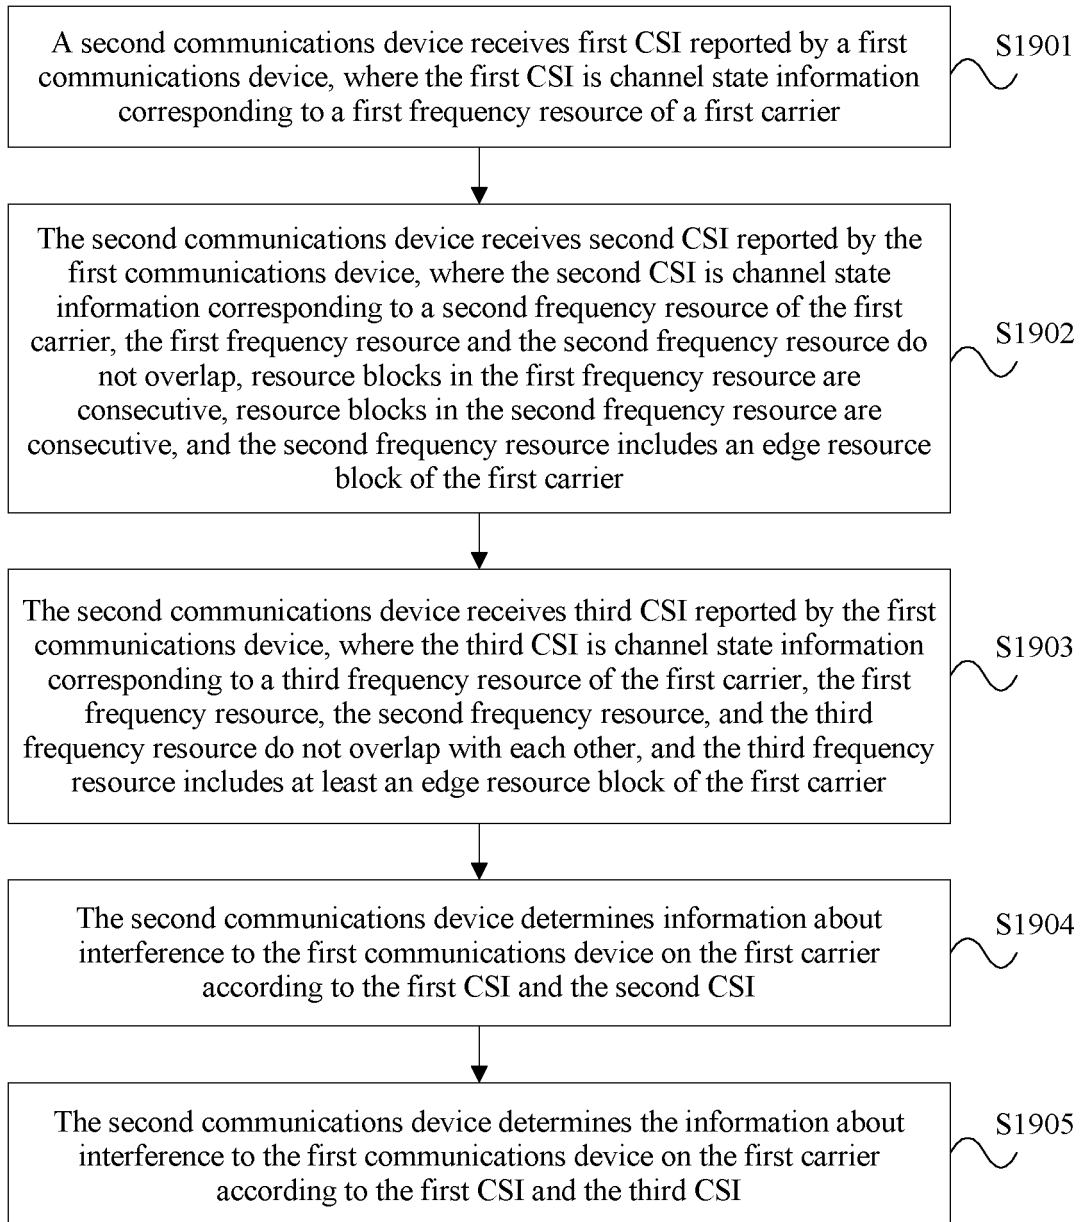 A second communications device receives first CSI reported by a first
communications device, where the first CSI is channel state information
corresponding to a first frequency resource of a first carrier
S1901
The second communications device receives second CSI reported by the
first communications device, where the second CSI is channel state
information corresponding to a second frequency resource of the first
carrier, the first frequency resource and the second frequency resource do
not overlap, resource blocks in the first frequency resource are
consecutive, resource blocks in the second frequency resource are
consecutive, and the second frequency resource includes an edge resource
block of the first carrier
S1902
The second communications device receives third CSI reported by the first
communications device, where the third CSI is channel state information
corresponding to a third frequency resource of the first carrier, the first
frequency resource, the second frequency resource, and the third
frequency resource do not overlap with each other, and the third frequency
resource includes at least an edge resource block of the first carrier
S1903
The second communications device determines information about
interference to the first communications device on the first carrier
according to the first CSI and the second CSI
S1904
The second communications device determines the information about
interference to the first communications device on the first carrier
according to the first CSI and the third CSI
S1905